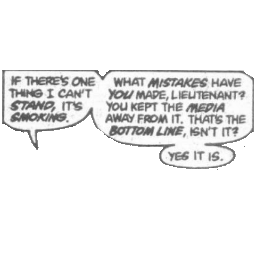 IF THERE'S ONE
THING I CAN'T
STAND, IT'S
SMOKING.
WHAT MISTAKES HAVE
YOU MADE, LIEUTENANT?
YOU KEPT THE MEDIA
AWAY FROM IT. THAT'S THE
BOTTOM LINE, ISN'T IT?
YES IT IS.